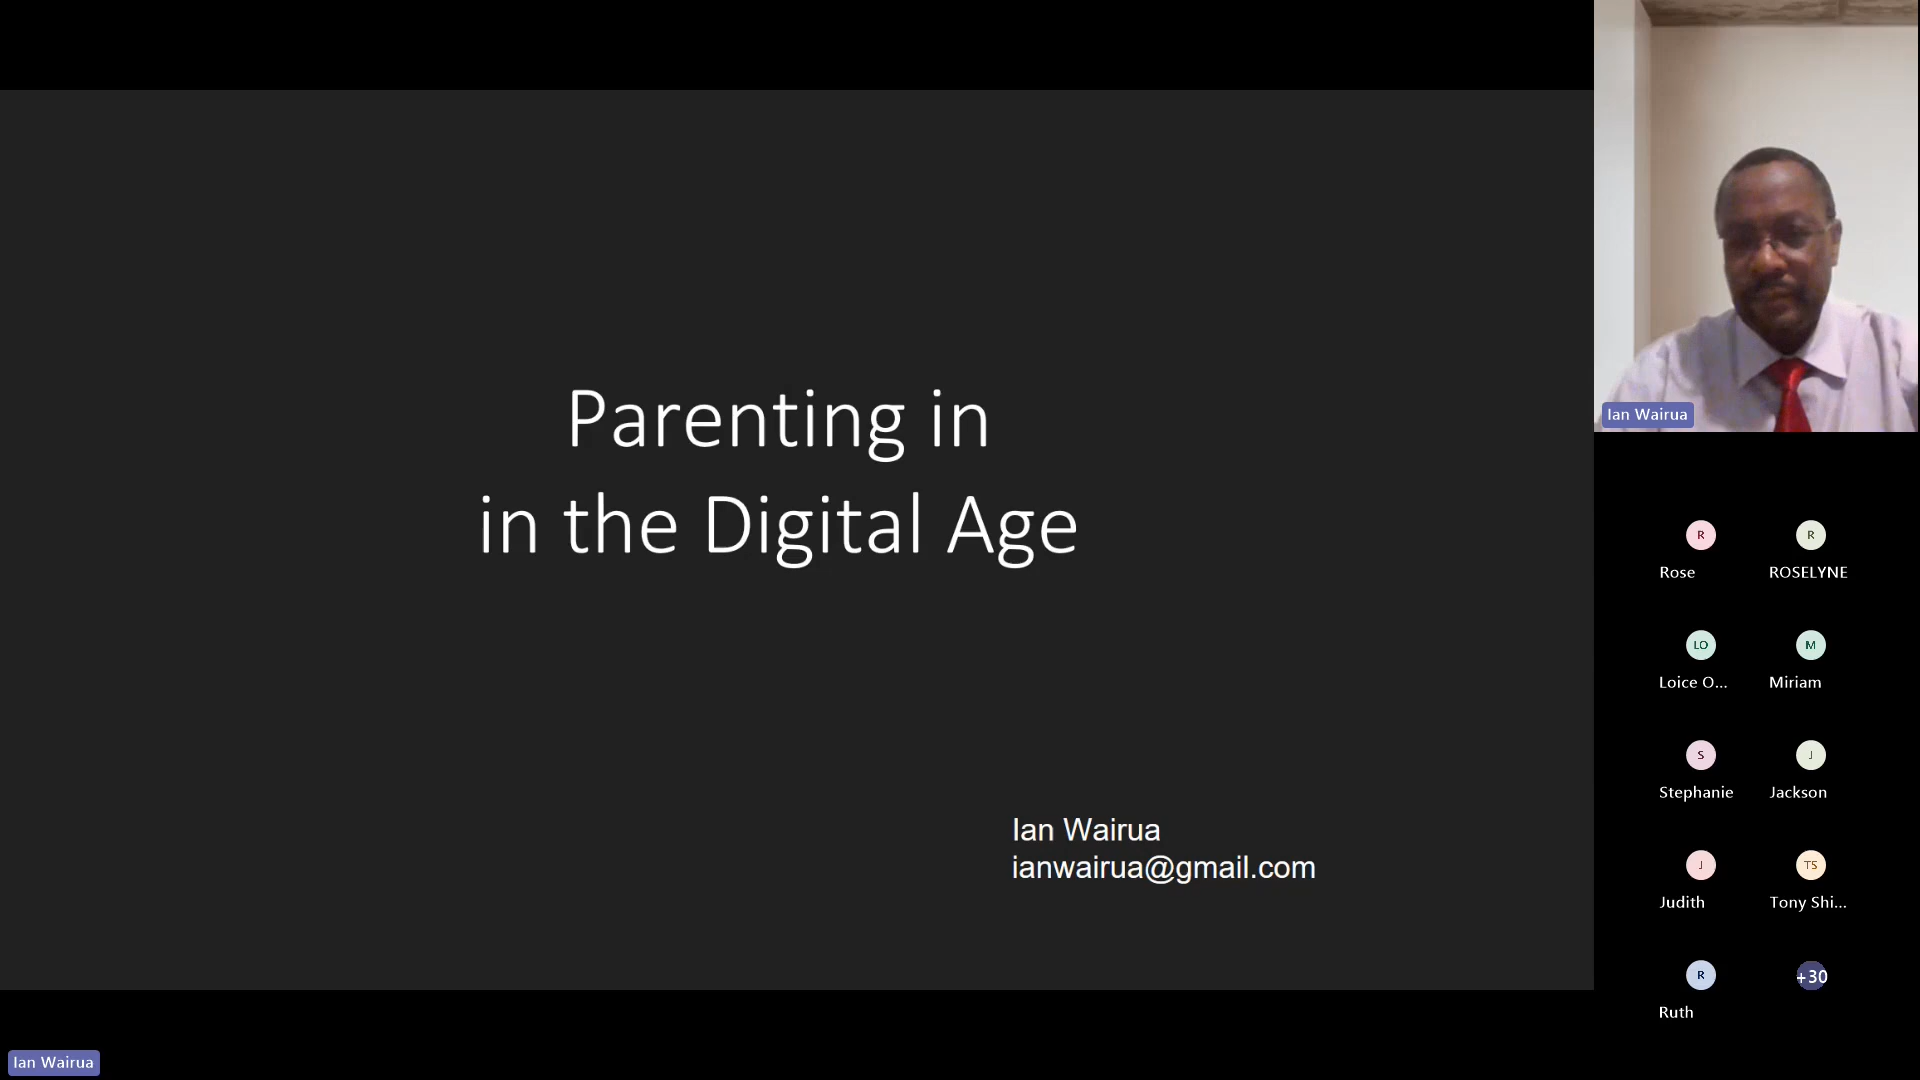 Parenting in
in the Digital Age
Ian Wairua
ianwairua@gmail.com
Ian Wairua
Ian Wairua
R
R
Rose
ROSELYNE
LO
M
Loice O...
Miriam
S
J
Stephanie
Jackson
J
TS
Judith
Tony Shi...
R
+30
Ruth